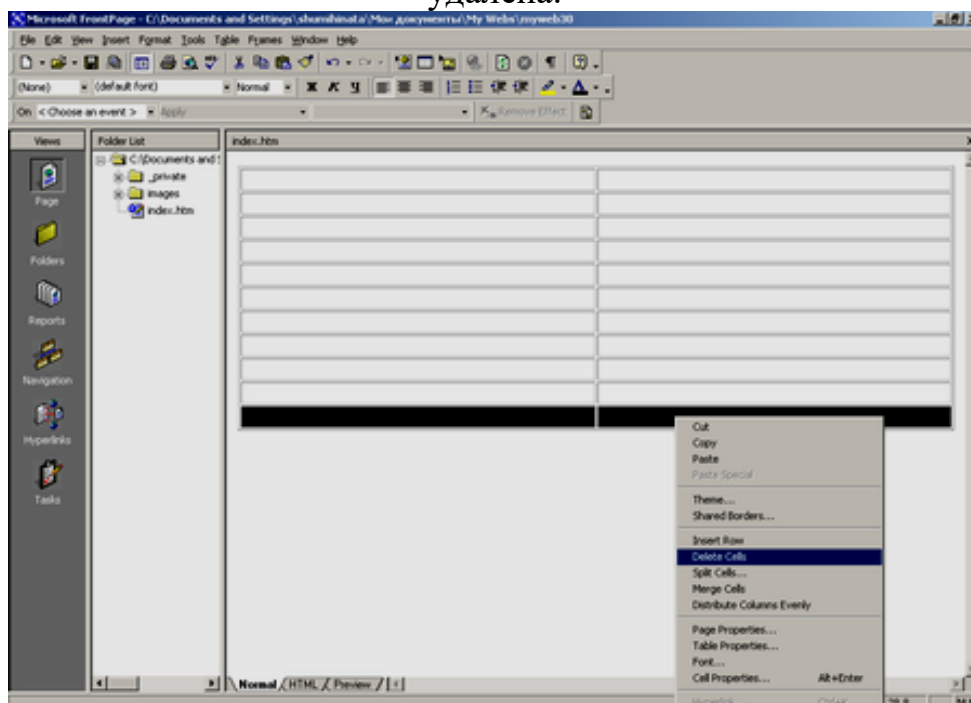 удалена.
Microsoft FrontPage - C:\Documents and Settings\shumihinata\Мои документы\My Webs\myweb30
File Edit View Insert Format Tools Table Frames Window Help
(None) (default font) Normal Ж К Ч
On < Choose an event > Apply Remove Effect
Views Folder List index.htm
C:\Documents and S
_private
images
index.htm
Page
Folders
Reports
Navigation
Hyperlinks
Tasks
Cut
Copy
Paste
Paste Special
Theme...
Shared Borders...
Insert Row
Delete Cells
Split Cells...
Merge Cells
Distribute Columns Evenly
Page Properties...
Table Properties...
Font...
Cell Properties... Alt+Enter
Hyperlink... Ctrl+K
Normal HTML Preview